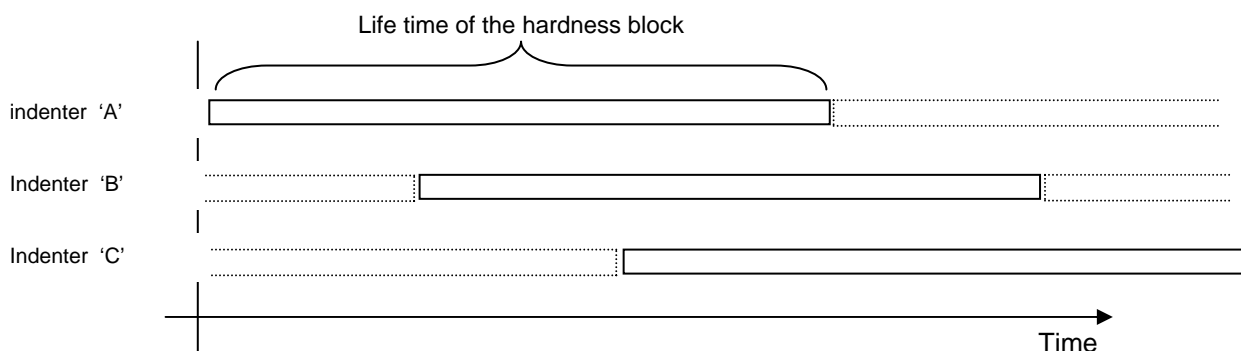 Life time of the hardness block
indenter ‘A’
Indenter ‘B’
Indenter ‘C’
Time